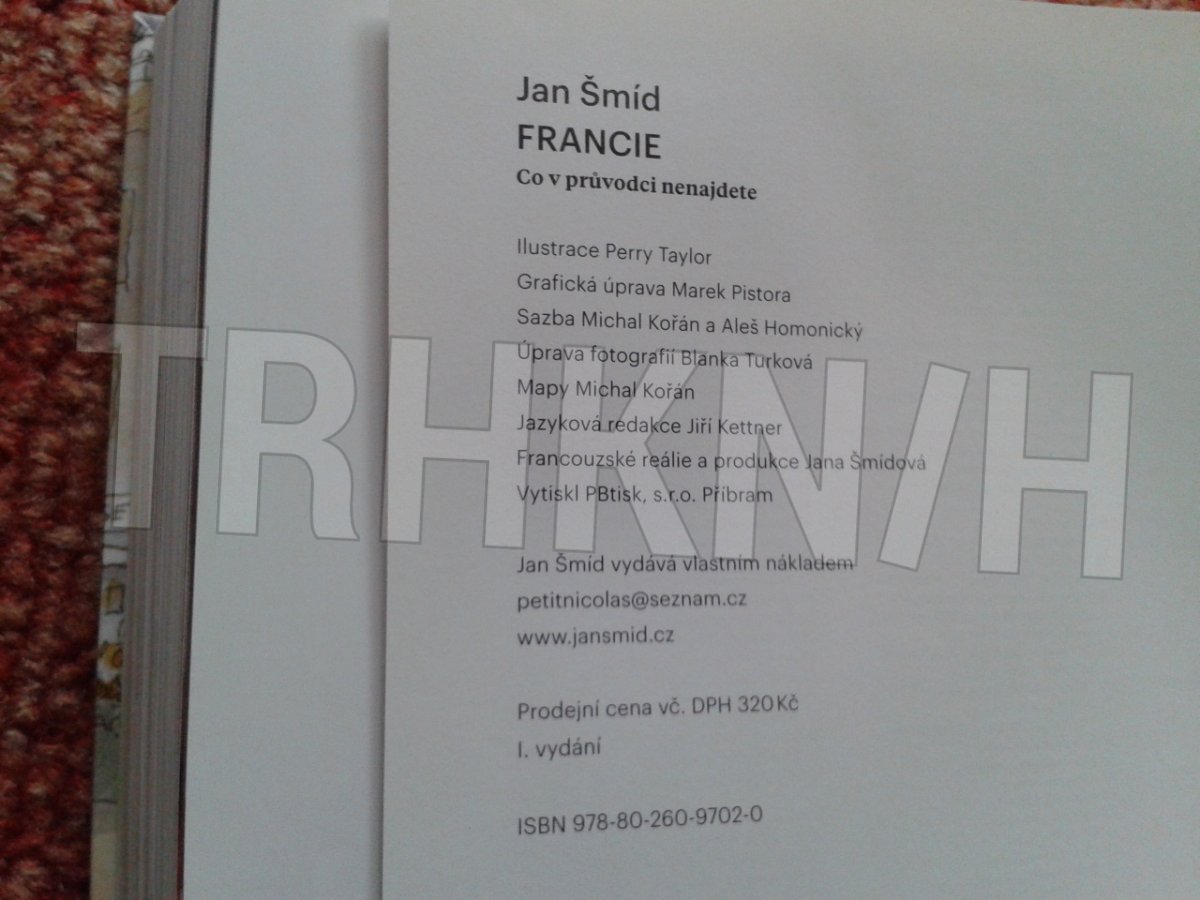 Jan Šmíd
FRANCIE
Co v průvodci nenajdete
Ilustrace Perry Taylor
Grafická úprava Marek Pistora
Sazba Michal Kořán a Aleš Homonický
Úprava fotografií Blanka Turková
Mapy Michal Kořán
Jazyková redakce Jiří Kettner
Francouzské reálie a produkce Jana Šmídová
Vytiskl PBtisk, s.r.o. Příbram
TRHKN/H
Jan Šmíd vydává vlastním nákladem
petitnicolas@seznam.cz
www.jansmid.cz
Prodejní cena vč. DPH 320 Kč
I. vydání
ISBN 978-80-260-9702-0